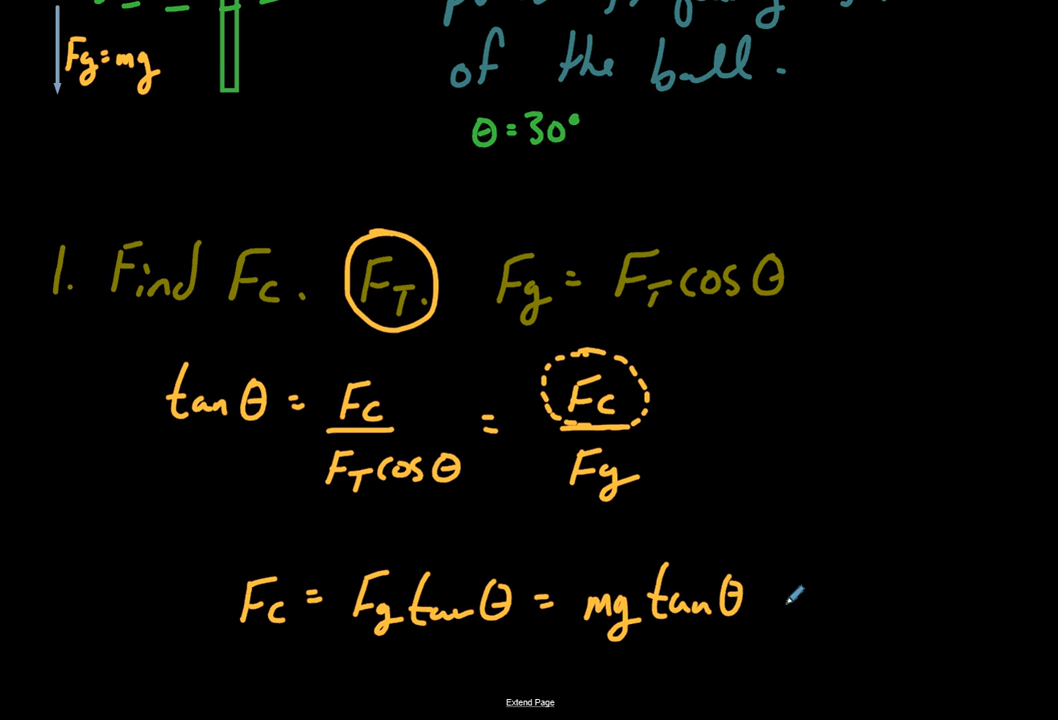 Fg = mg
of the ball.
θ = 30°
1. Find Fc. FT. Fg = FT cos θ
tan θ = Fc / FT cos θ = Fc / Fg
Fc = Fg tan θ = mg tan θ
Extend Page